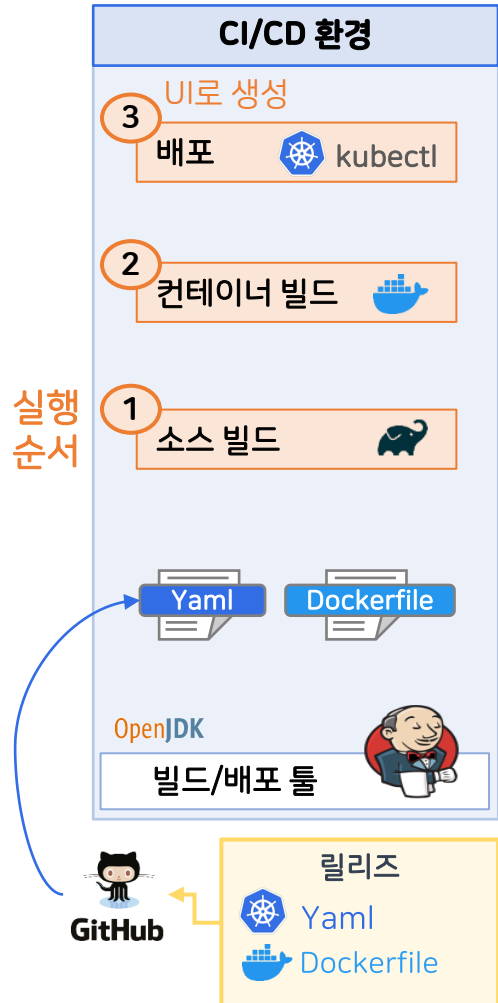 CI/CD 환경
UI로 생성
3
배포
kubectl
2
컨테이너 빌드
실행
순서
1
소스 빌드
Yaml
Dockerfile
OpenJDK
빌드/배포 툴
GitHub
릴리즈
Yaml
Dockerfile